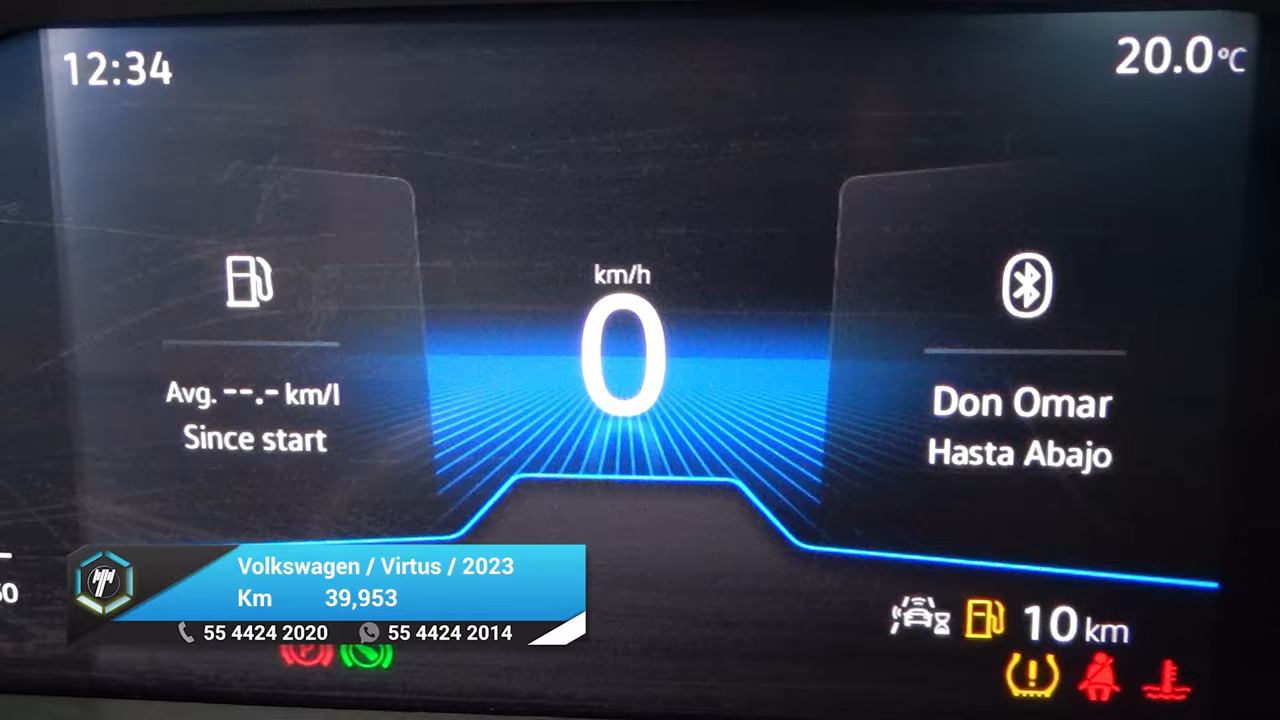 12:34
20.0°C
km/h
0
Avg. --.- km/l
Since start
Don Omar
Hasta Abajo
Volkswagen / Virtus / 2023
Km 39,953
55 4424 2020 55 4424 2014
10 km